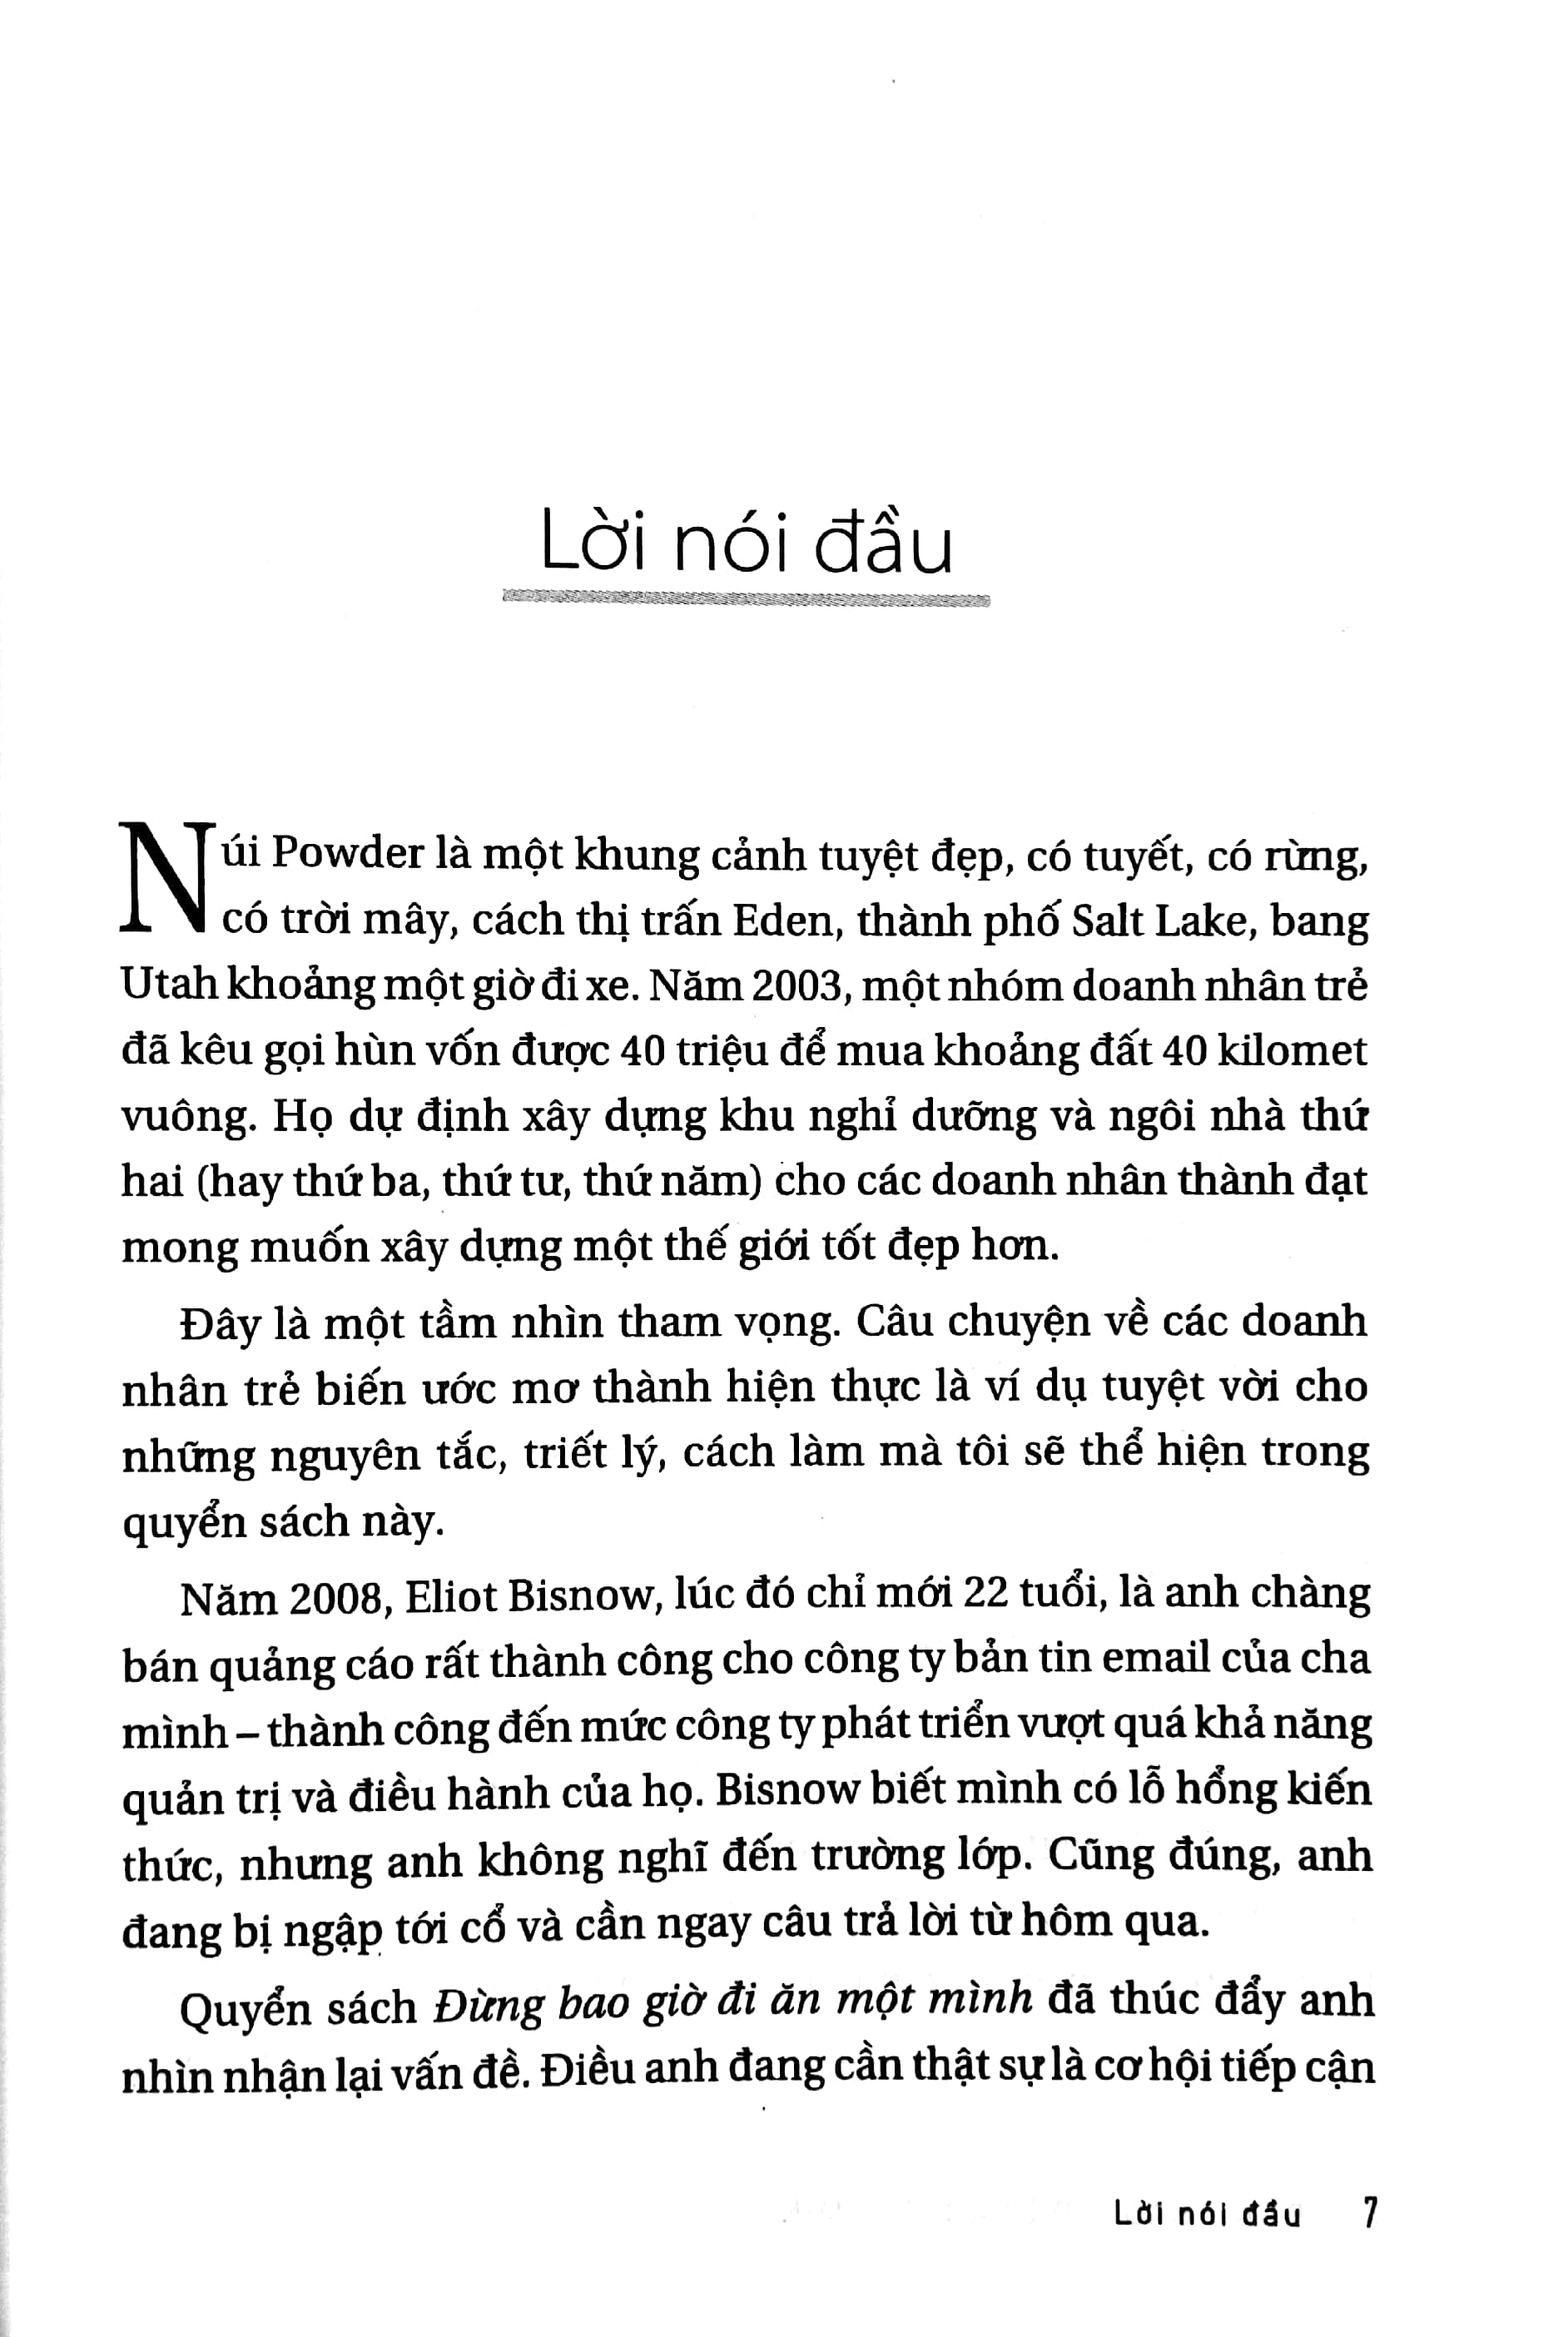 Lời nói đầu
Núi Powder là một khung cảnh tuyệt đẹp, có tuyết, có rừng,
có trời mây, cách thị trấn Eden, thành phố Salt Lake, bang
Utah khoảng một giờ đi xe. Năm 2003, một nhóm doanh nhân trẻ
đã kêu gọi hùn vốn được 40 triệu để mua khoảng đất 40 kilomet
vuông. Họ dự định xây dựng khu nghỉ dưỡng và ngôi nhà thứ
hai (hay thứ ba, thứ tư, thứ năm) cho các doanh nhân thành đạt
mong muốn xây dựng một thế giới tốt đẹp hơn.
Đây là một tầm nhìn tham vọng. Câu chuyện về các doanh
nhân trẻ biến ước mơ thành hiện thực là ví dụ tuyệt vời cho
những nguyên tắc, triết lý, cách làm mà tôi sẽ thể hiện trong
quyển sách này.
Năm 2008, Eliot Bisnow, lúc đó chỉ mới 22 tuổi, là anh chàng
bán quảng cáo rất thành công cho công ty bản tin email của cha
mình – thành công đến mức công ty phát triển vượt quá khả năng
quản trị và điều hành của họ. Bisnow biết mình có lỗ hổng kiến
thức, nhưng anh không nghĩ đến trường lớp. Cũng đúng, anh
đang bị ngập tới cổ và cần ngay câu trả lời từ hôm qua.
Quyển sách Đừng bao giờ đi ăn một mình đã thúc đẩy anh
nhìn nhận lại vấn đề. Điều anh đang cần thật sự là cơ hội tiếp cận
Lời nói đầu 7